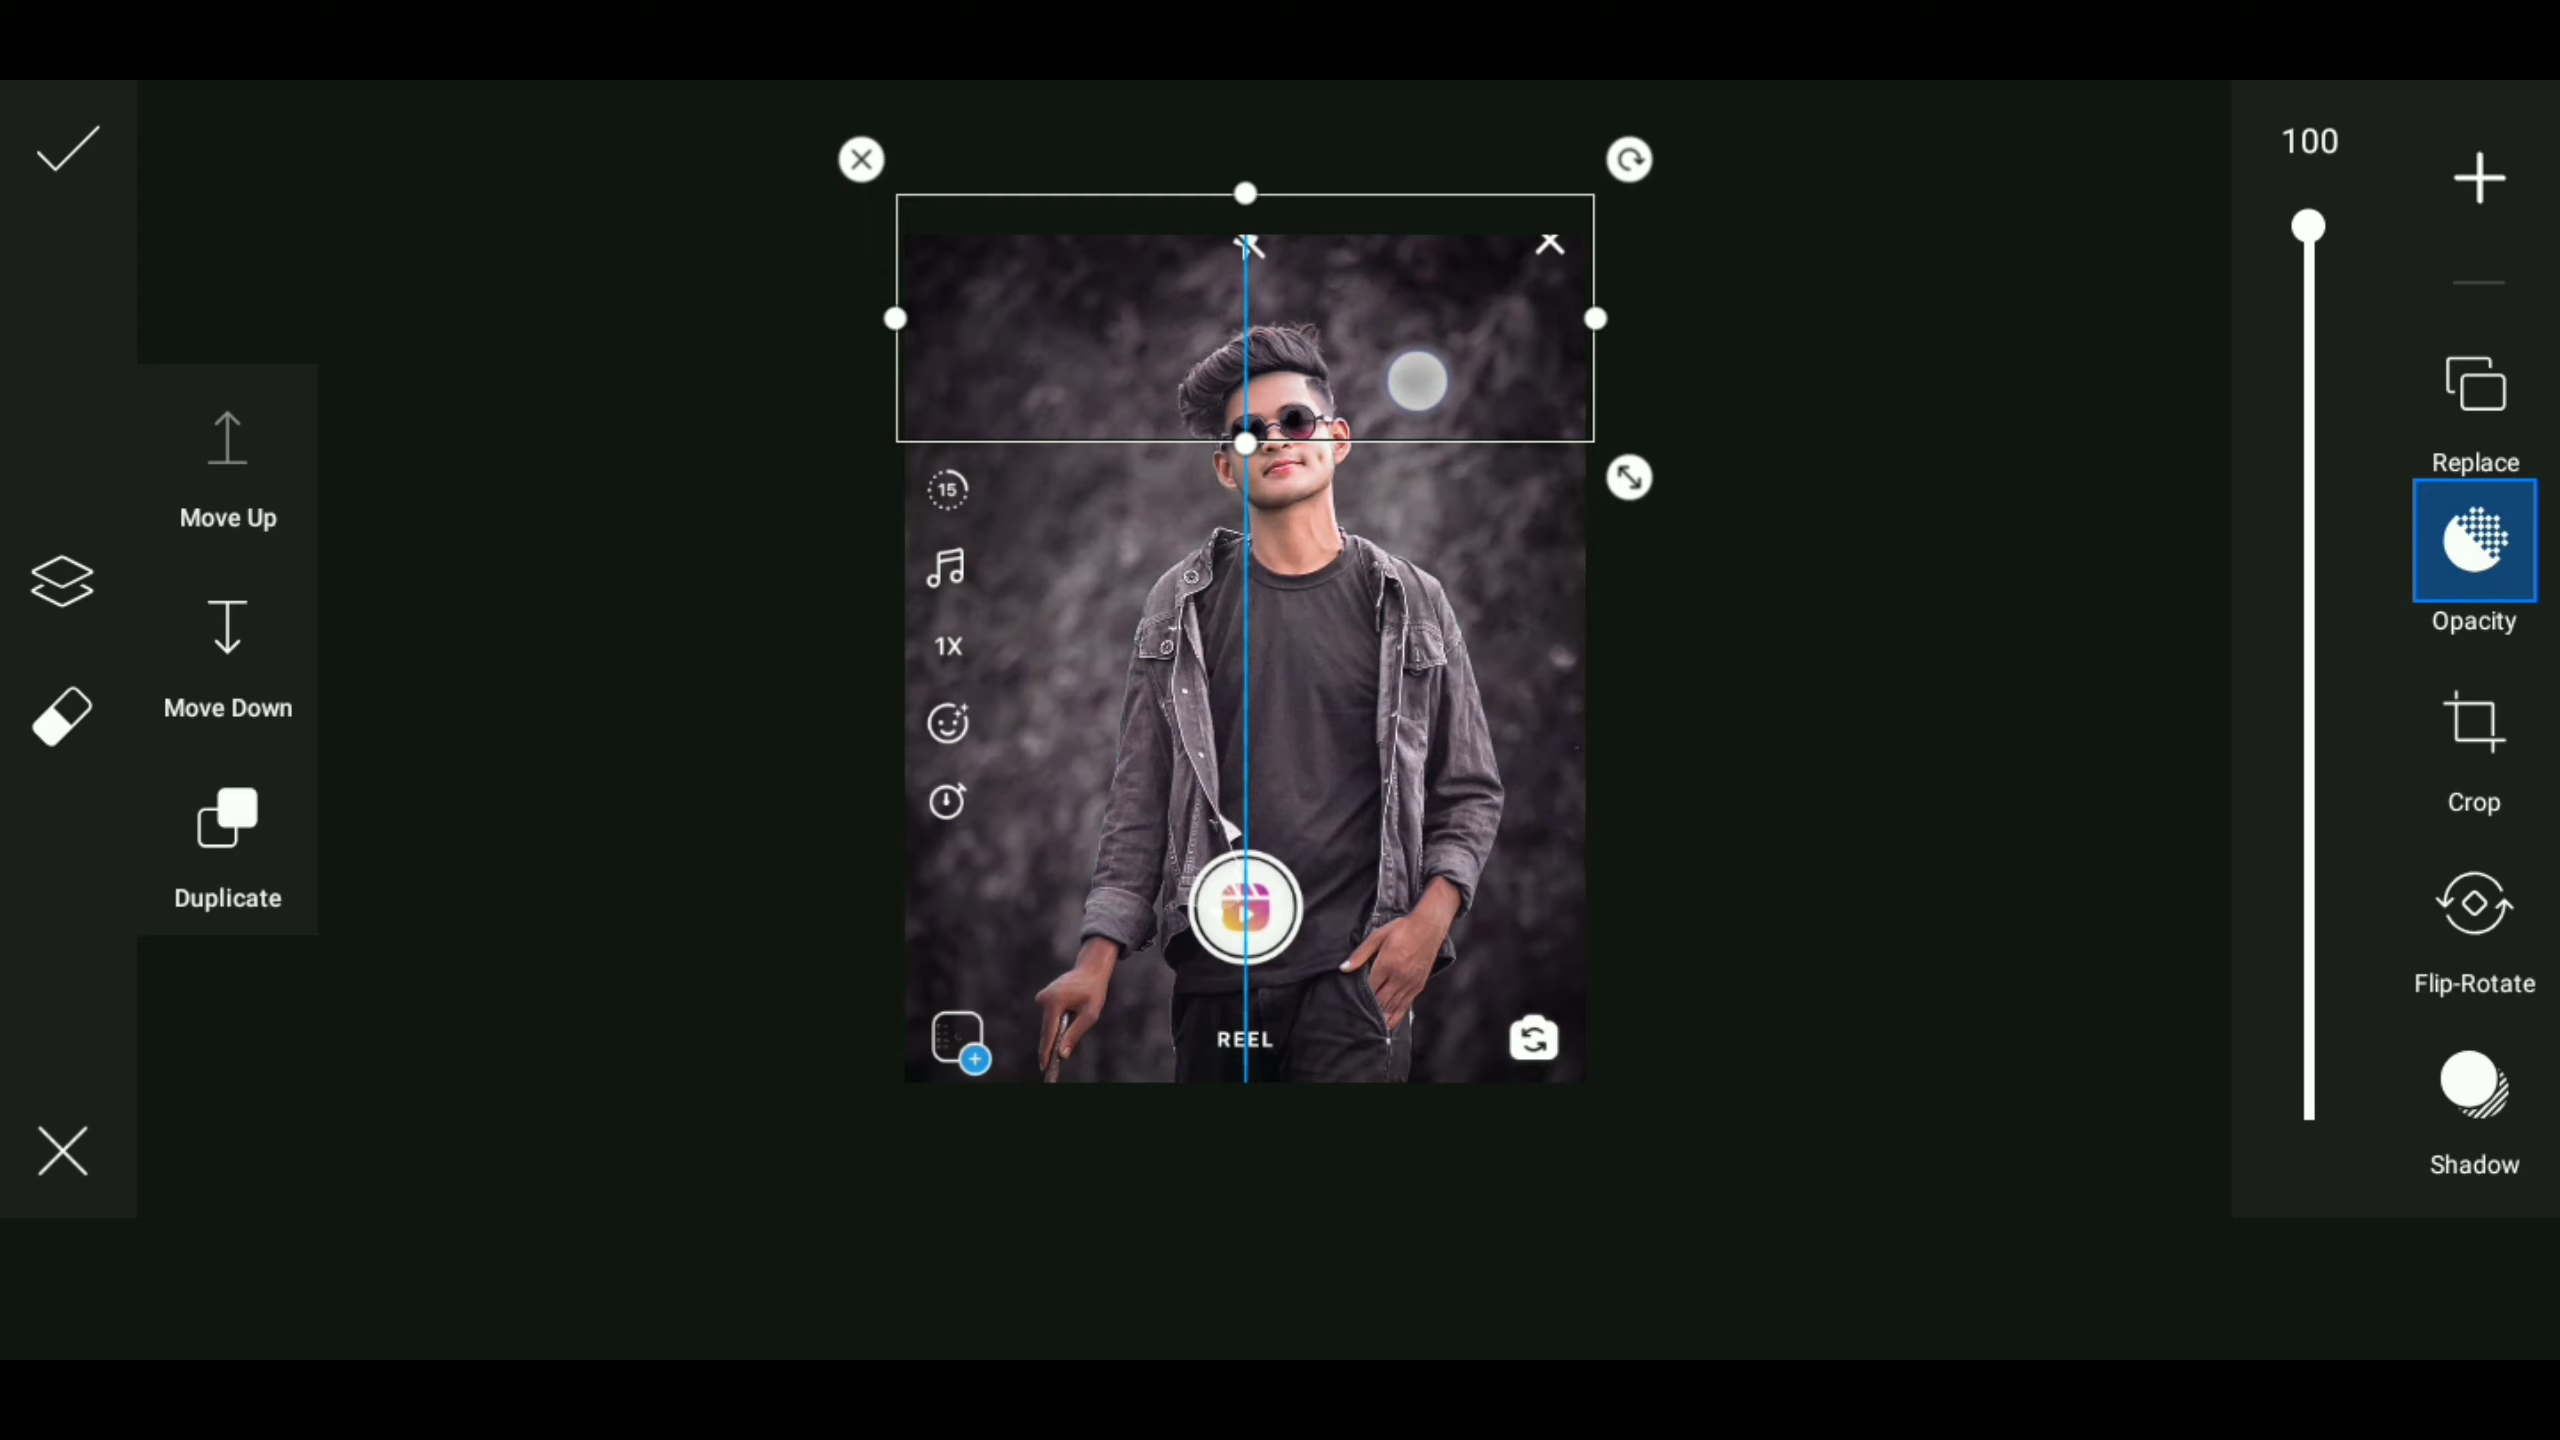 100
Replace
Move Up
15
Opacity
1X
Move Down
Crop
Duplicate
Flip-Rotate
REEL
Shadow